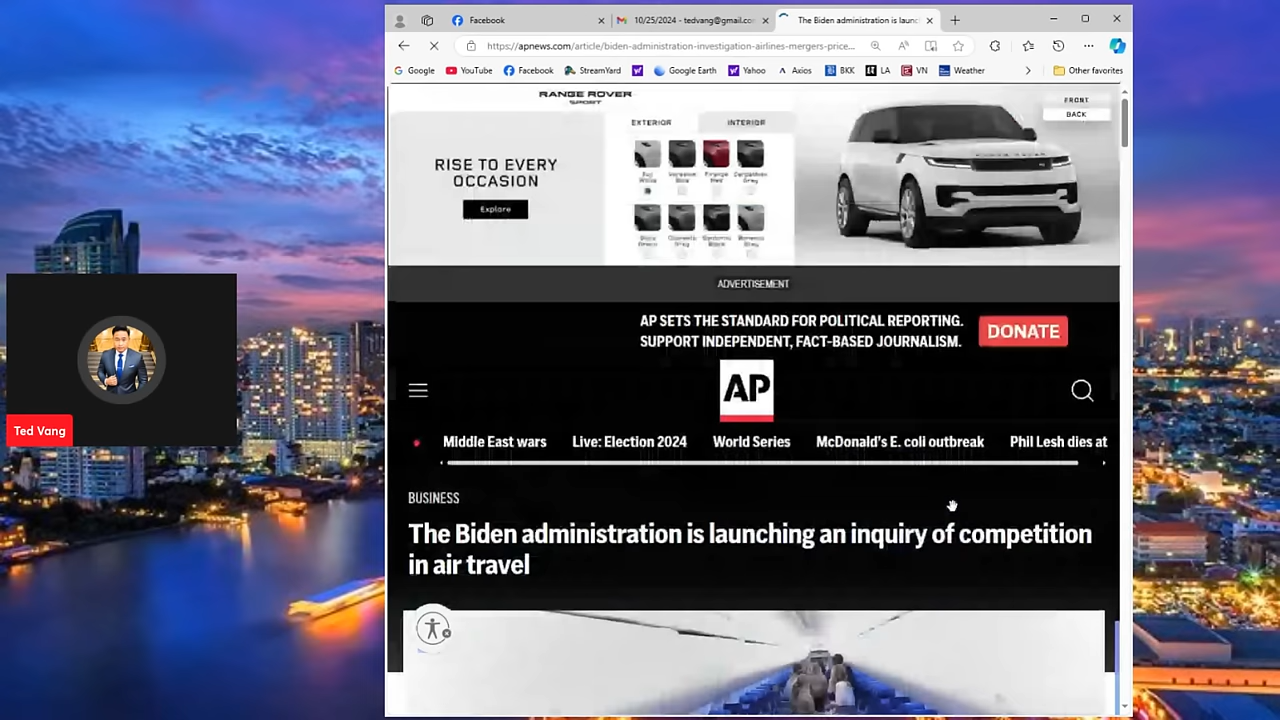 Facebook
10/25/2024 - tedvang@gmail.co
The Biden administration is launc
https://apnews.com/article/biden-administration-investigation-airlines-mergers-price...
Google
YouTube
Facebook
StreamYard
Google Earth
Yahoo
Axios
BKK
LA
VN
Weather
Other favorites
RANGE ROVER
SPORT
EXTERIOR
INTERIOR
FRONT
BACK
RISE TO EVERY
OCCASION
Explore
ADVERTISEMENT
AP SETS THE STANDARD FOR POLITICAL REPORTING.
SUPPORT INDEPENDENT, FACT-BASED JOURNALISM.
DONATE
AP
Middle East wars
Live: Election 2024
World Series
McDonald's E. coli outbreak
Phil Lesh dies at
Ted Vang
BUSINESS
The Biden administration is launching an inquiry of competition
in air travel